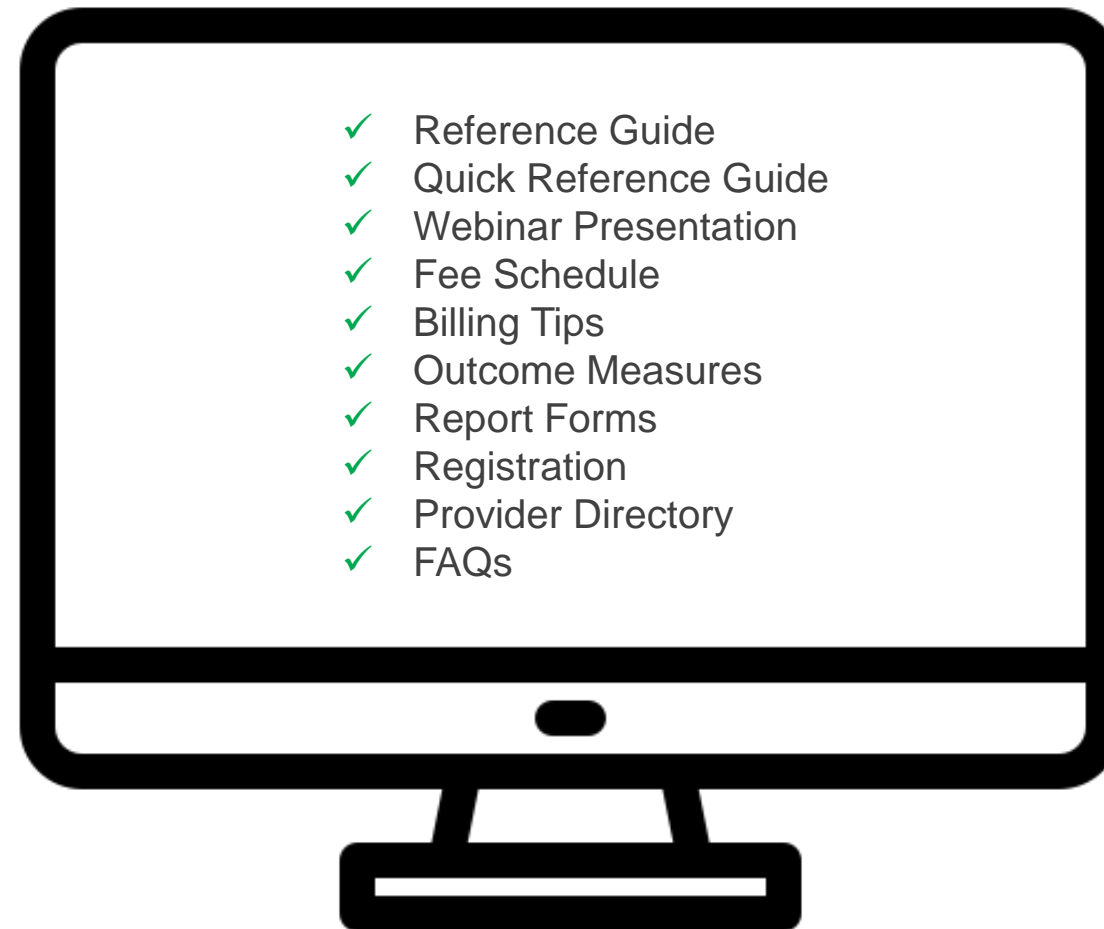 ✓ Reference Guide
✓ Quick Reference Guide
✓ Webinar Presentation
✓ Fee Schedule
✓ Billing Tips
✓ Outcome Measures
✓ Report Forms
✓ Registration
✓ Provider Directory
✓ FAQs